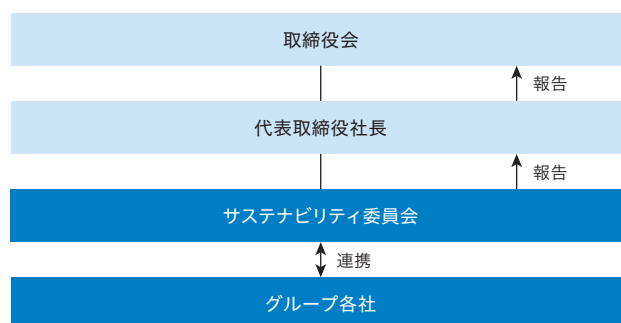 取締役会
報告
代表取締役社長
報告
サステナビリティ委員会
連携
グループ各社